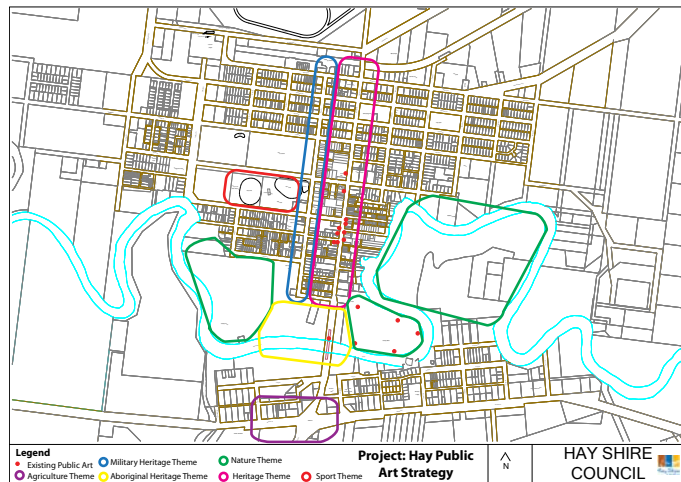 Legend
Existing Public Art
Military Heritage Theme
Nature Theme
Agriculture Theme
Aboriginal Heritage Theme
Heritage Theme
Sport Theme
Project: Hay Public
Art Strategy
N
HAY SHIRE
COUNCIL